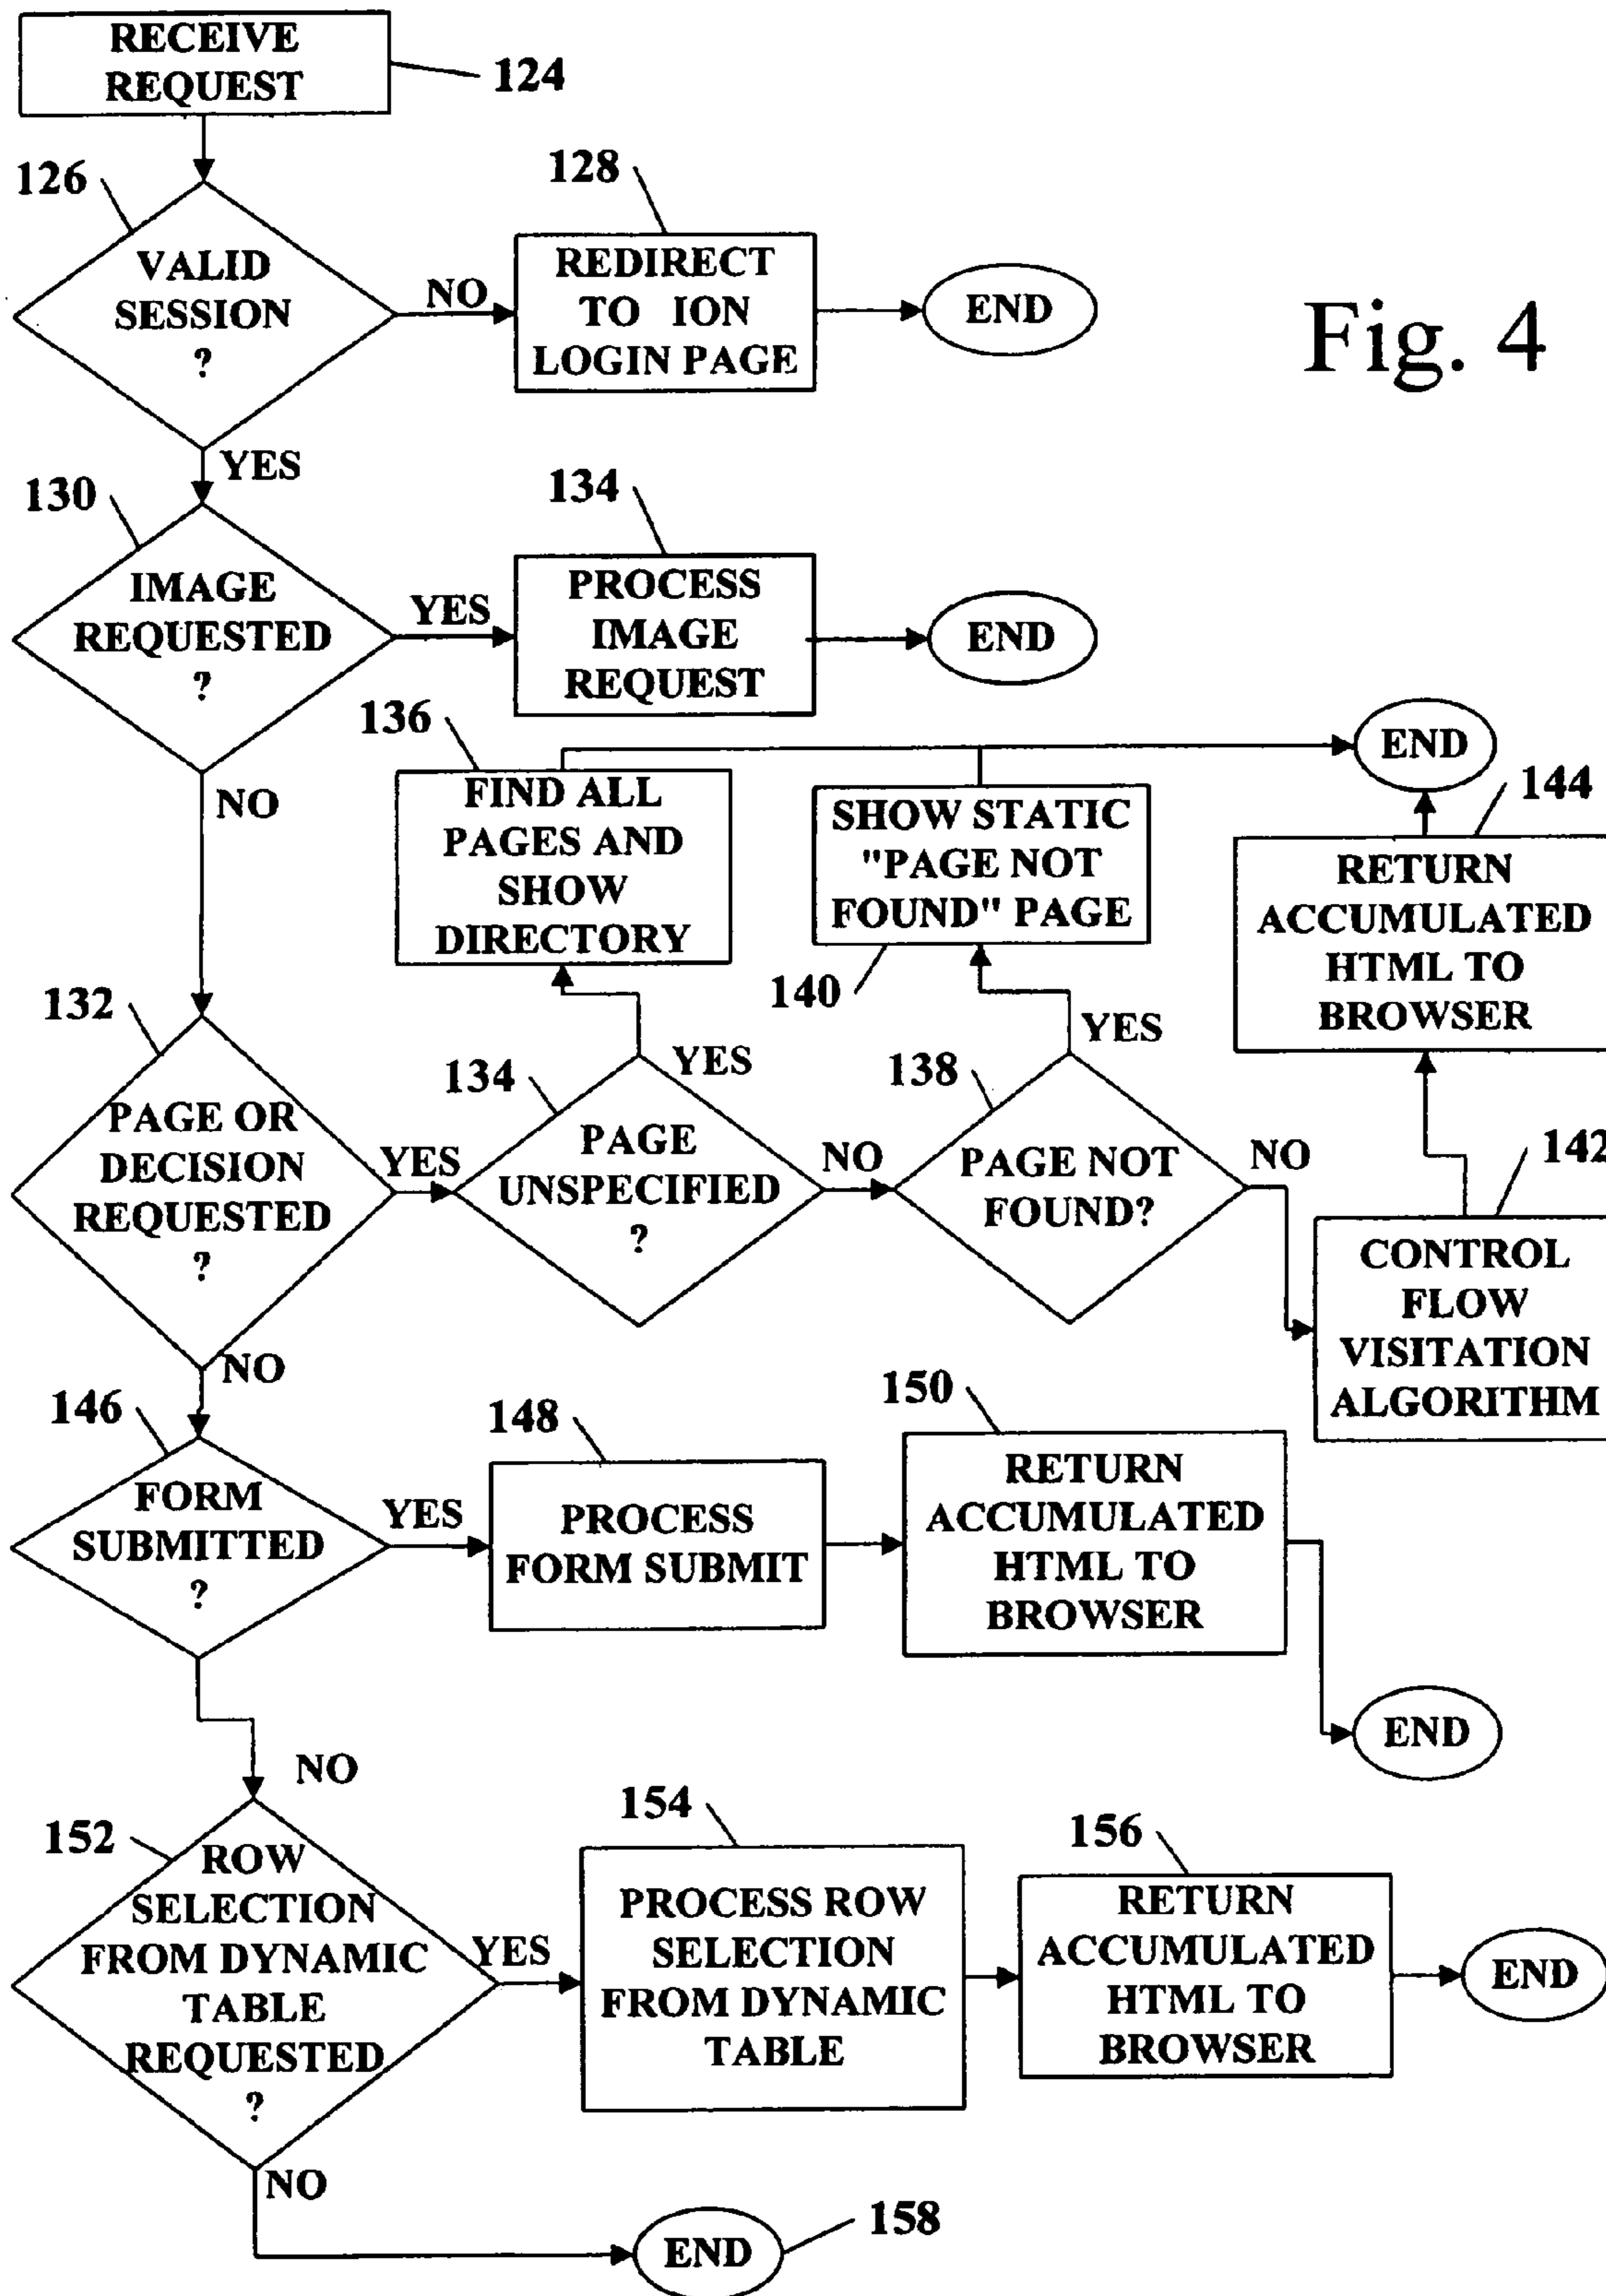 RECEIVE
REQUEST
124
126
VALID
SESSION
?
NO
128
REDIRECT
TO ION
LOGIN PAGE
END
Fig. 4
YES
130
IMAGE
REQUESTED
?
YES
134
PROCESS
IMAGE
REQUEST
END
NO
136
FIND ALL
PAGES AND
SHOW
DIRECTORY
SHOW STATIC
"PAGE NOT
FOUND" PAGE
140
END
144
RETURN
ACCUMULATED
HTML TO
BROWSER
132
PAGE OR
DECISION
REQUESTED
?
YES
134
YES
PAGE
UNSPECIFIED
?
NO
138
YES
PAGE NOT
FOUND?
NO
142
CONTROL
FLOW
VISITATION
ALGORITHM
NO
146
FORM
SUBMITTED
?
YES
148
PROCESS
FORM SUBMIT
150
RETURN
ACCUMULATED
HTML TO
BROWSER
END
NO
152
ROW
SELECTION
FROM DYNAMIC
TABLE
REQUESTED
?
YES
154
PROCESS ROW
SELECTION
FROM DYNAMIC
TABLE
156
RETURN
ACCUMULATED
HTML TO
BROWSER
END
NO
END
158